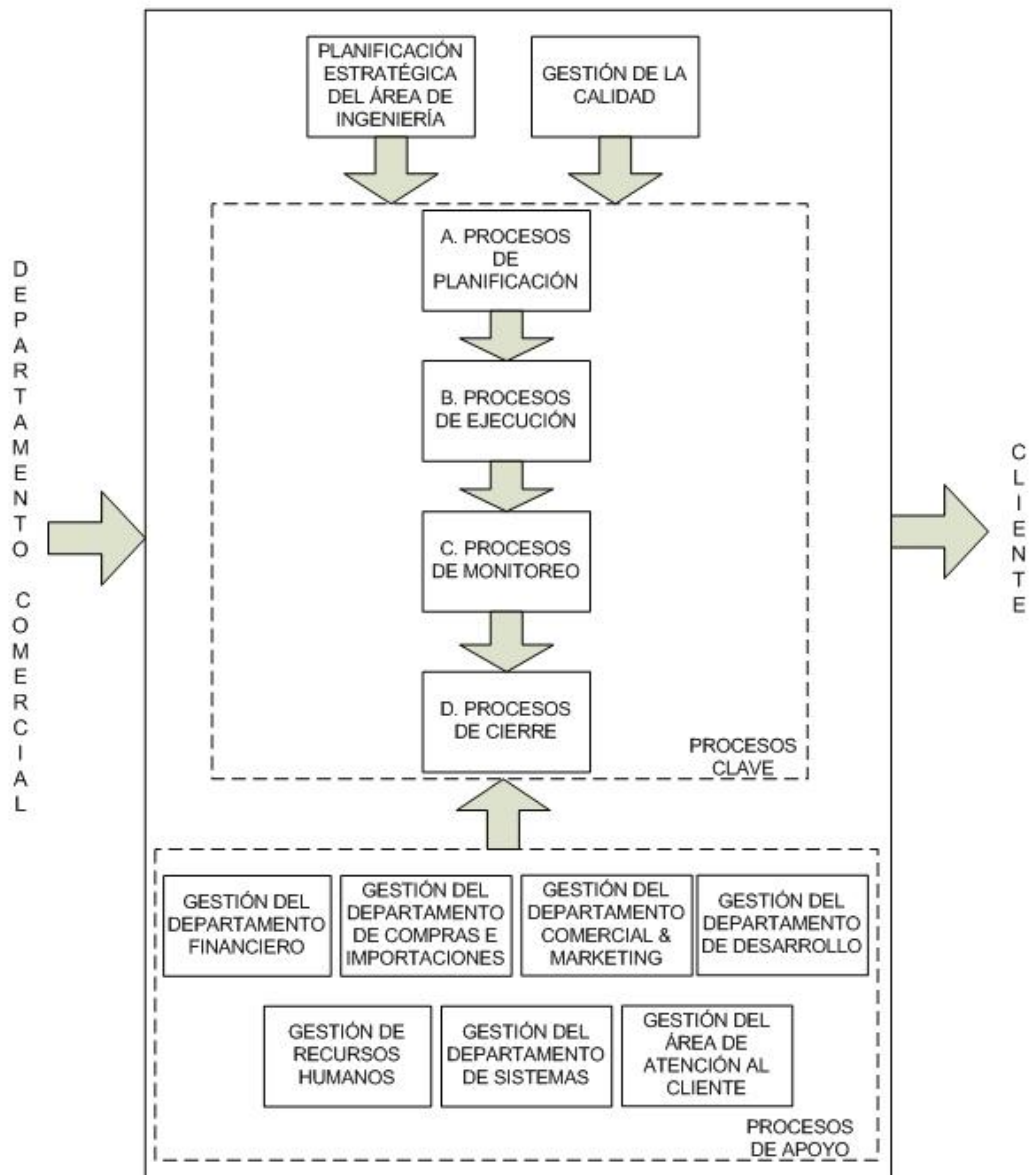 PLANIFICACIÓN
ESTRATÉGICA
DEL ÁREA DE
INGENIERÍA
GESTIÓN DE LA
CALIDAD
DEPARTAMENTO COMERCIAL
A. PROCESOS
DE
PLANIFICACIÓN
B. PROCESOS
DE EJECUCIÓN
C. PROCESOS
DE MONITOREO
D. PROCESOS
DE CIERRE
PROCESOS
CLAVE
CLIENTE
GESTIÓN DEL
DEPARTAMENTO
FINANCIERO
GESTIÓN DEL
DEPARTAMENTO
DE COMPRAS E
IMPORTACIONES
GESTIÓN DEL
DEPARTAMENTO
COMERCIAL &
MARKETING
GESTIÓN DEL
DEPARTAMENTO
DE DESARROLLO
GESTIÓN DE
RECURSOS
HUMANOS
GESTIÓN DEL
DEPARTAMENTO
DE SISTEMAS
GESTIÓN DEL
ÁREA DE
ATENCIÓN AL
CLIENTE
PROCESOS
DE APOYO